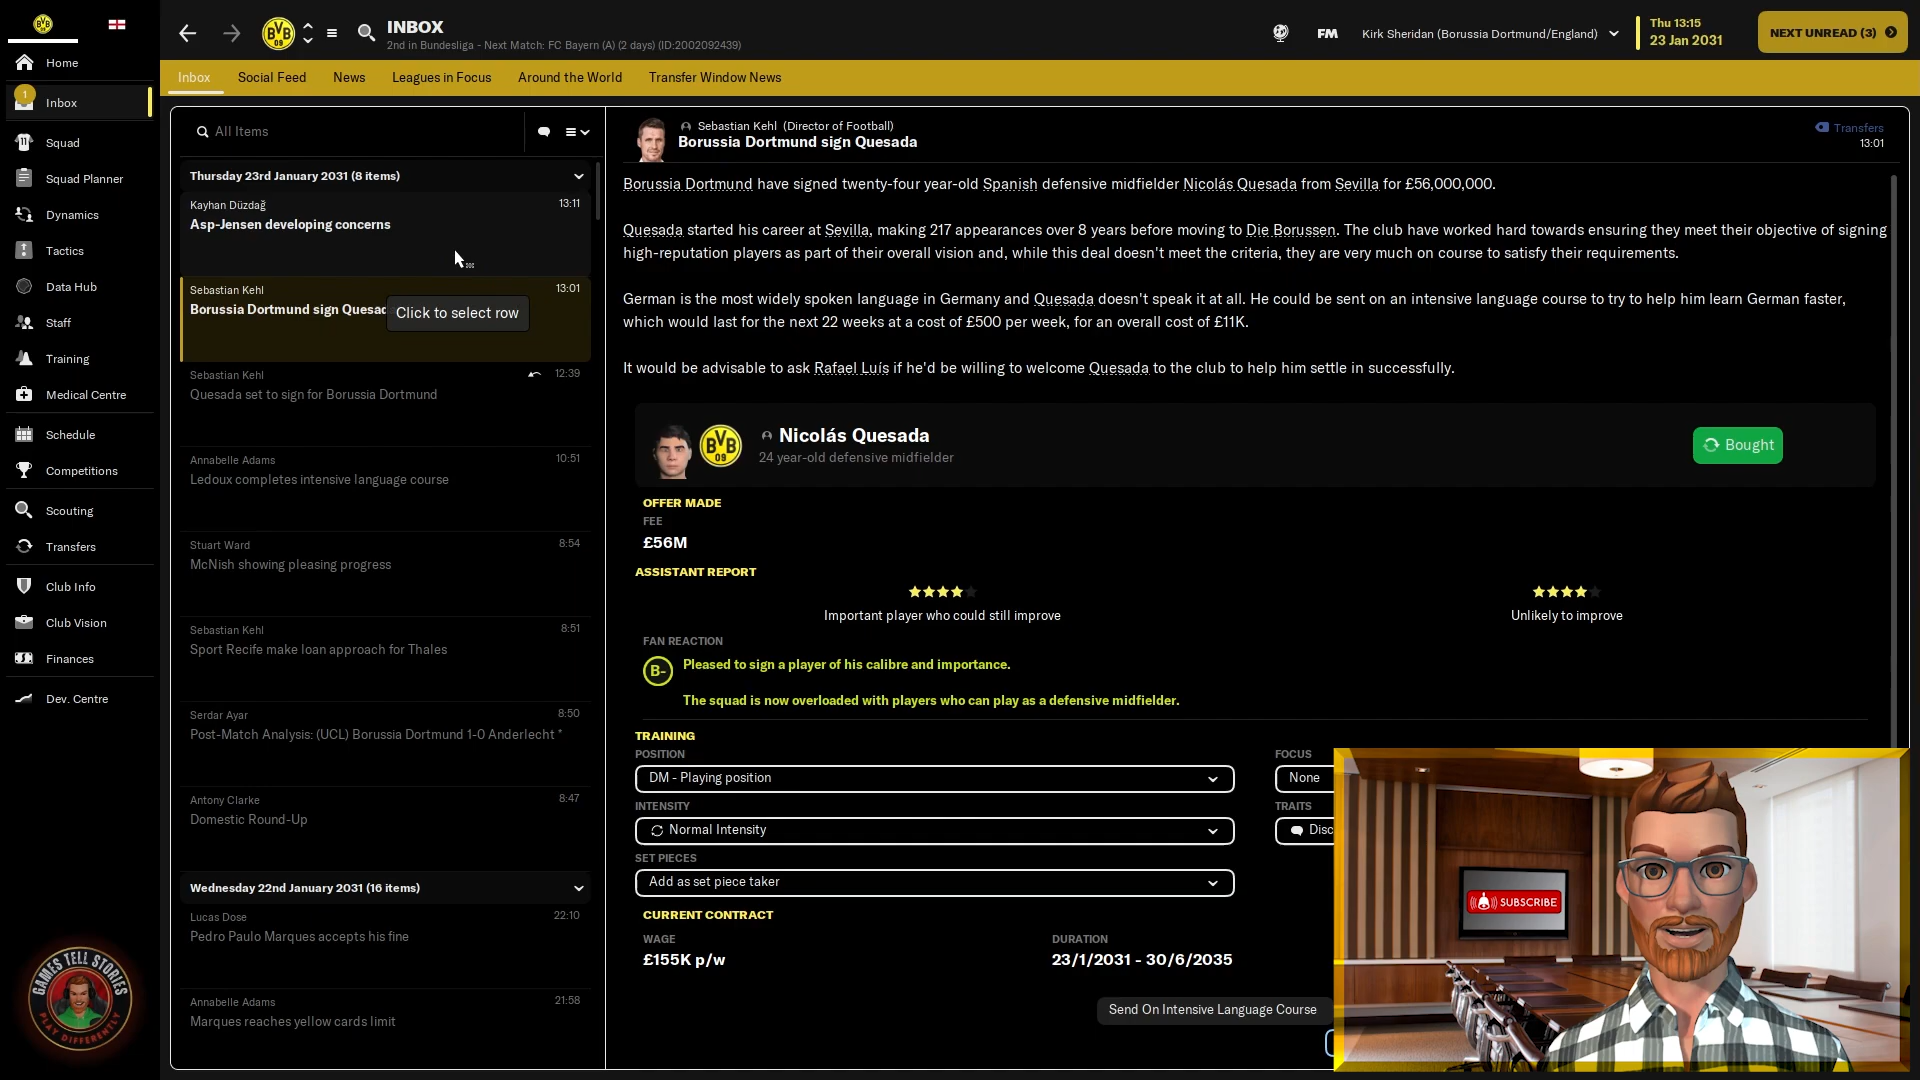 INBOX
2nd in Bundesliga - Next Match: FC Bayern (A) (2 days) (ID:2002092439)
FM
Kirk Sheridan (Borussia Dortmund/England)
Thu 13:15
23 Jan 2031
NEXT UNREAD (3)
Inbox
Social Feed
News
Leagues in Focus
Around the World
Transfer Window News
Home
1
Inbox
Squad
Squad Planner
Dynamics
Tactics
Data Hub
Staff
Training
Medical Centre
Schedule
Competitions
Scouting
Transfers
Club Info
Club Vision
Finances
Dev. Centre
GAMES TELL STORIES
PLAY DIFFERENTLY
All Items
Thursday 23rd January 2031 (8 items)
Kayhan Düzdağ 13:11
Asp-Jensen developing concerns
Sebastian Kehl 13:01
Borussia Dortmund sign Quesad
Click to select row
Sebastian Kehl 12:39
Quesada set to sign for Borussia Dortmund
Annabelle Adams 10:51
Ledoux completes intensive language course
Stuart Ward 8:54
McNish showing pleasing progress
Sebastian Kehl 8:51
Sport Recife make loan approach for Thales
Serdar Ayar 8:50
Post-Match Analysis: (UCL) Borussia Dortmund 1-0 Anderlecht *
Antony Clarke 8:47
Domestic Round-Up
Wednesday 22nd January 2031 (16 items)
Lucas Dose 22:10
Pedro Paulo Marques accepts his fine
Annabelle Adams 21:58
Marques reaches yellow cards limit
Sebastian Kehl (Director of Football)
Borussia Dortmund sign Quesada
Transfers
13:01
Borussia Dortmund have signed twenty-four year-old Spanish defensive midfielder Nicolás Quesada from Sevilla for £56,000,000.
Quesada started his career at Sevilla, making 217 appearances over 8 years before moving to Die Borussen. The club have worked hard towards ensuring they meet their objective of signing
high-reputation players as part of their overall vision and, while this deal doesn't meet the criteria, they are very much on course to satisfy their requirements.
German is the most widely spoken language in Germany and Quesada doesn't speak it at all. He could be sent on an intensive language course to try to help him learn German faster,
which would last for the next 22 weeks at a cost of £500 per week, for an overall cost of £11K.
It would be advisable to ask Rafael Luís if he'd be willing to welcome Quesada to the club to help him settle in successfully.
BVB
09
Nicolás Quesada
24 year-old defensive midfielder
Bought
OFFER MADE
FEE
£56M
ASSISTANT REPORT
Important player who could still improve
Unlikely to improve
FAN REACTION
B-
Pleased to sign a player of his calibre and importance.
The squad is now overloaded with players who can play as a defensive midfielder.
TRAINING
POSITION
DM - Playing position
FOCUS
None
INTENSITY
Normal Intensity
TRAITS
Disc
SET PIECES
Add as set piece taker
CURRENT CONTRACT
WAGE
£155K p/w
DURATION
23/1/2031 - 30/6/2035
Send On Intensive Language Course
SUBSCRIBE